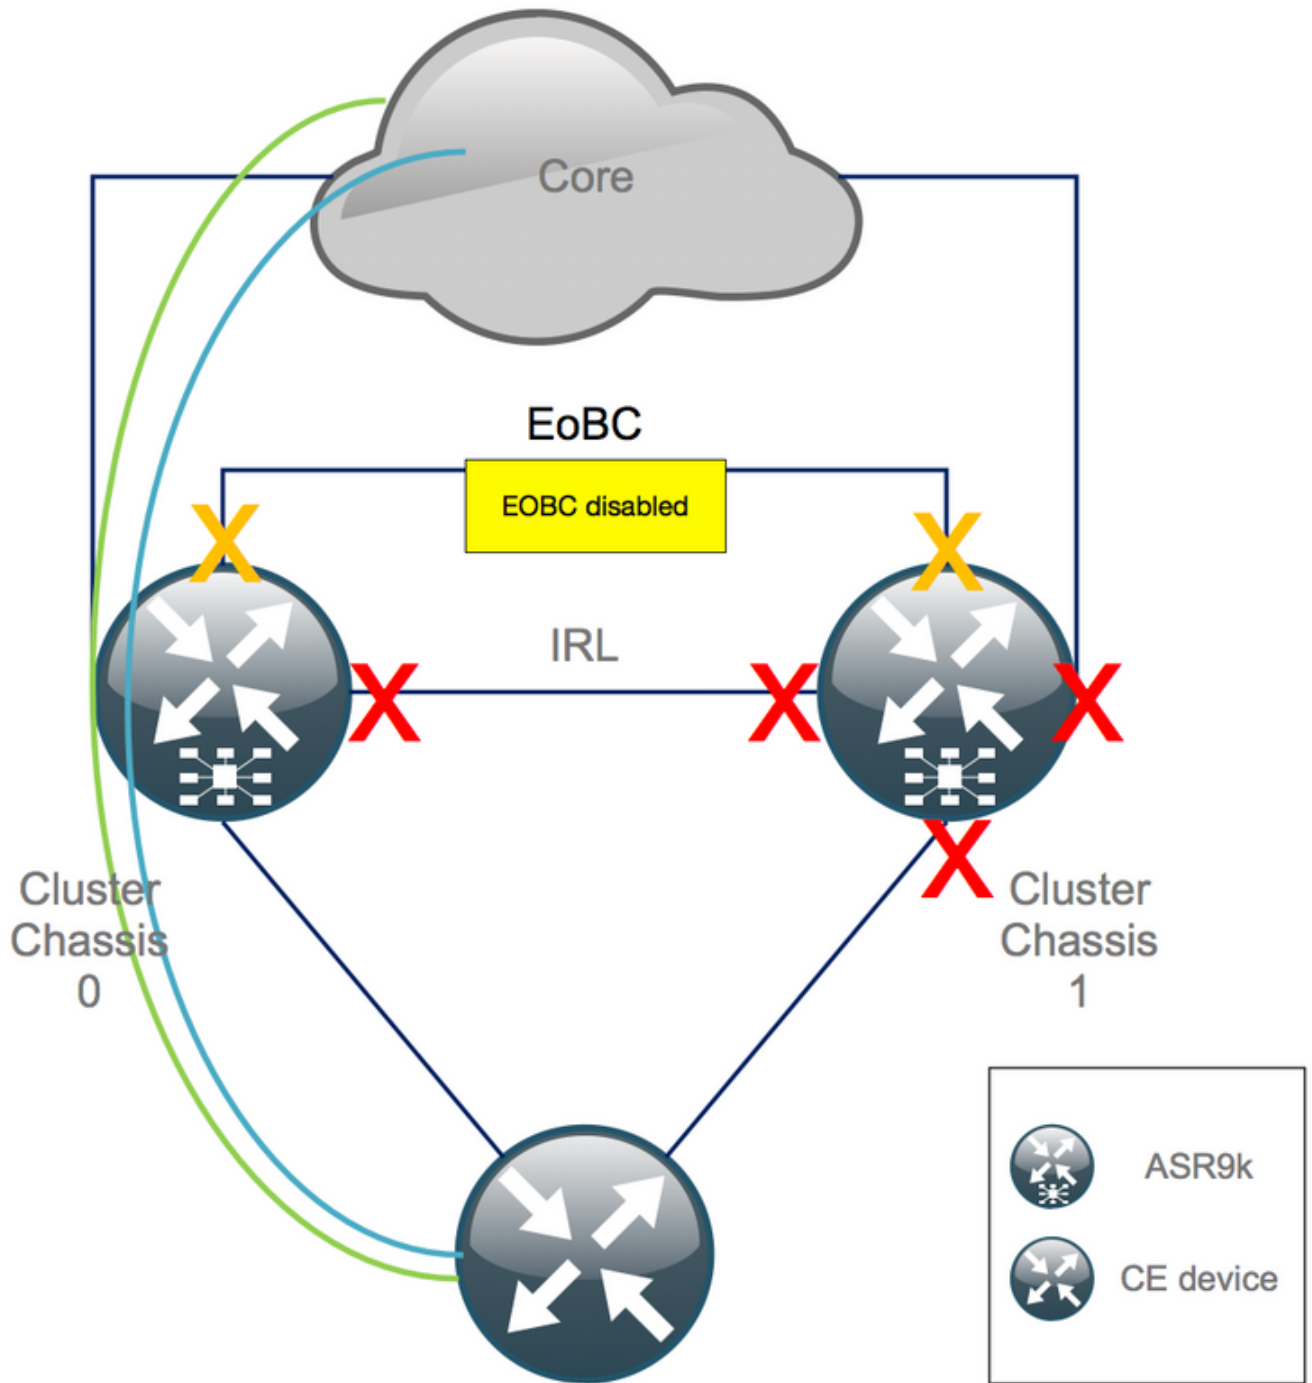 Core
EoBC
EOBC disabled
IRL
Cluster
Chassis
0
Cluster
Chassis
1
ASR9k
CE device